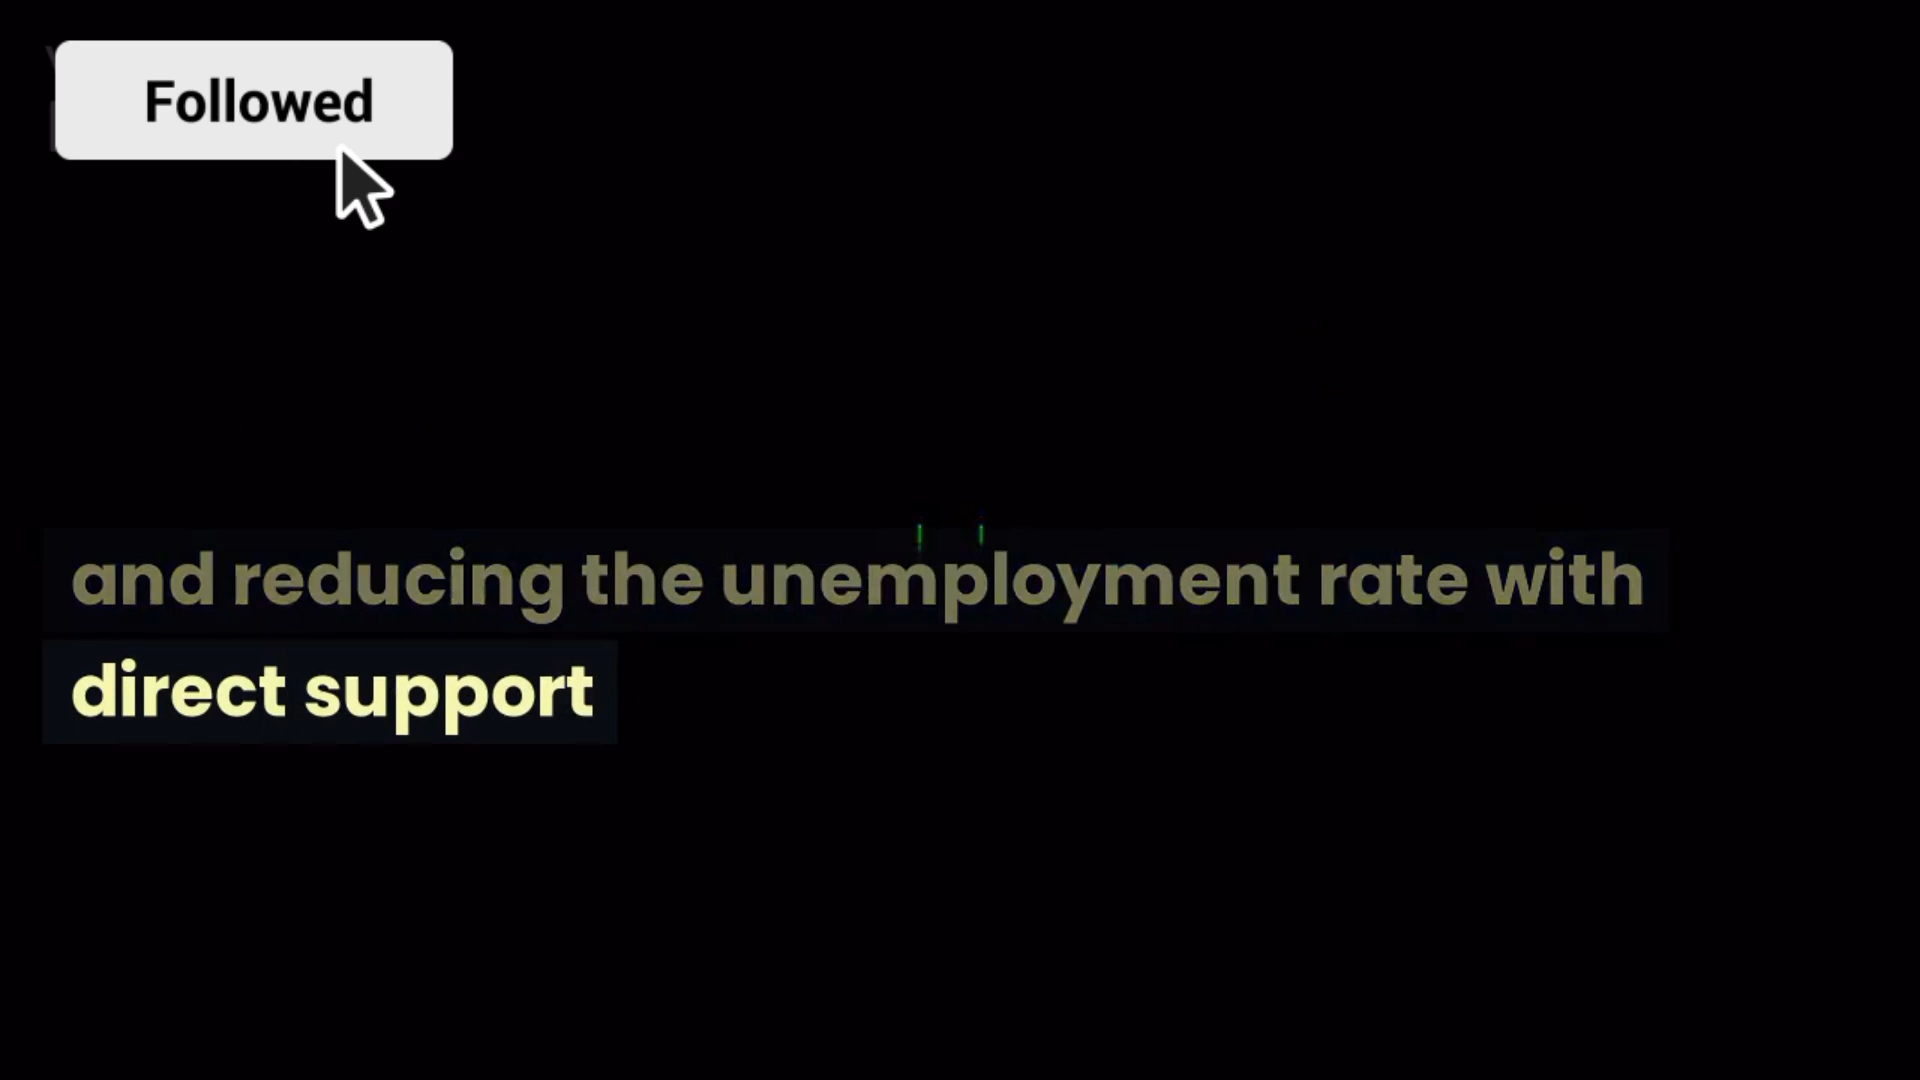 Followed
and reducing the unemployment rate with
direct support